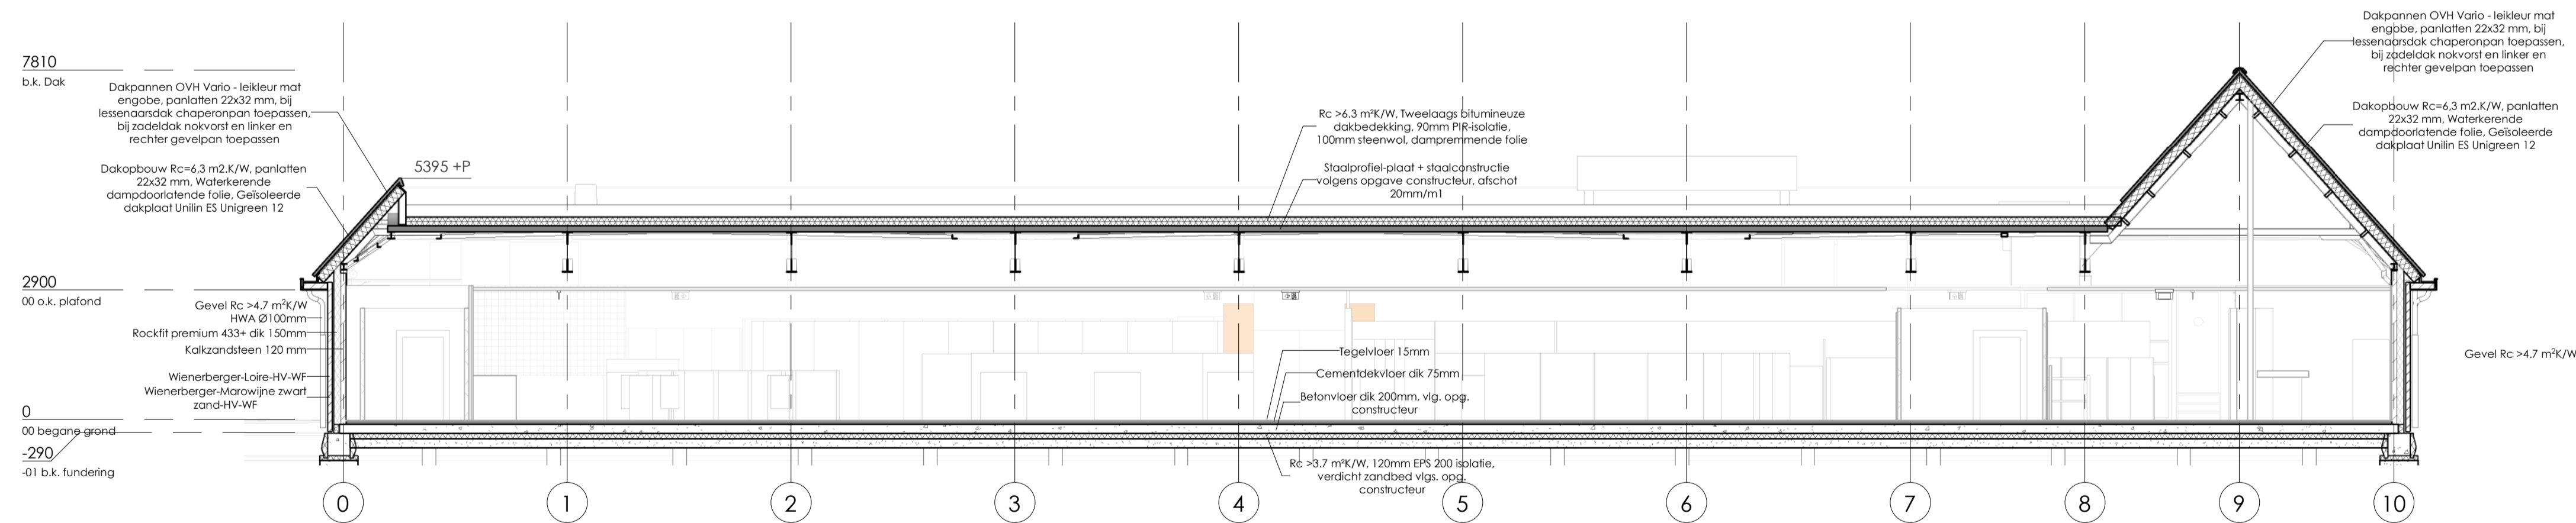 7810
b.k. Dak
Dakpannen OVH Vario - leikleur mat
engobe, panlatten 22x32 mm, bij
lessenaarsdak chaperonpan toepassen,
bij zadeldak nokvorst en linker en
rechter gevelpan toepassen
Dakopbouw Rc=6,3 m2.K/W, panlatten
22x32 mm, Waterkerende
dampdoorlatende folie, Geïsoleerde
dakplaat Unilin ES Unigreen 12
5395 +P
Rc >6.3 m²K/W, Tweelaags bitumineuze
dakbedekking, 90mm PIR-isolatie,
100mm steenwol, dampremmende folie
Staalprofiel-plaat + staalconstructie
volgens opgave constructeur, afschot
20mm/m1
Dakpannen OVH Vario - leikleur mat
engobe, panlatten 22x32 mm, bij
lessenaarsdak chaperonpan toepassen,
bij zadeldak nokvorst en linker en
rechter gevelpan toepassen
Dakopbouw Rc=6,3 m2.K/W, panlatten
22x32 mm, Waterkerende
dampdoorlatende folie, Geïsoleerde
dakplaat Unilin ES Unigreen 12
2900
00 o.k. plafond
Gevel Rc >4.7 m²K/W
HWA Ø100mm
Rockfit premium 433+ dik 150mm
Kalkzandsteen 120 mm
Wienerberger-Loire-HV-WF
Wienerberger-Marowijne zwart
zand-HV-WF
Tegelvloer 15mm
Cementdekvloer dik 75mm
Betonvloer dik 200mm, vlg. opg.
constructeur
Gevel Rc >4.7 m²K/W
0
00 begane grond
-290
-01 b.k. fundering
Rc >3.7 m²K/W, 120mm EPS 200 isolatie,
verdicht zandbed vlgs. opg.
constructeur
0 1 2 3 4 5 6 7 8 9 10